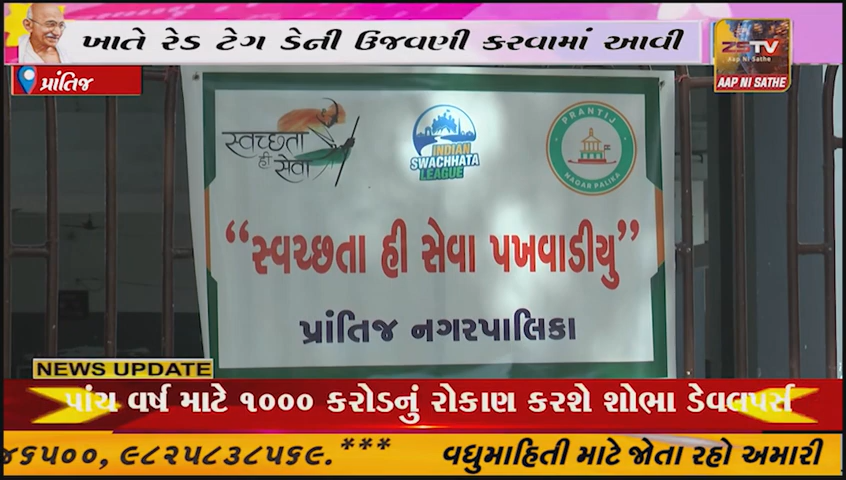 ખાતે રેડ ટેગ ડેની ઉજવણી કરવામાં આવી
ZSTV
Aap Ni Sathe
AAP NI SATHE
પ્રાંતિજ
સ્વચ્છતા
હી
સેવા
INDIAN
SWACHHATA
LEAGUE
PRANTIJ
NAGAR PALIKA
“સ્વચ્છતા હી સેવા પખવાડીયુ”
પ્રાંતિજ નગરપાલિકા
NEWS UPDATE
પાંચ વર્ષ માટે ૧૦૦૦ કરોડનું રોકાણ કરશે શોભા ડેવલપર્સ
૪૬૫૦૦, ૯૮૨૫૮૩૮૫૬૯.*** વધુમાહિતી માટે જોતા રહો અમારી